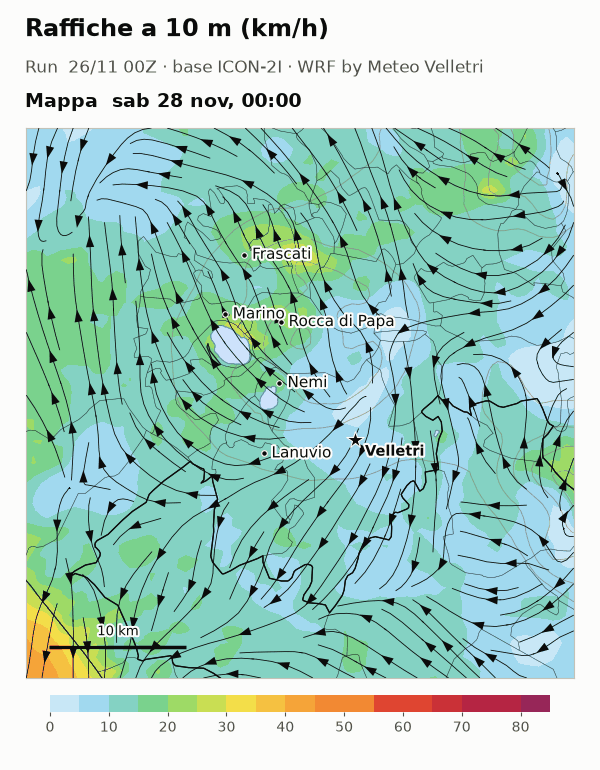 Raffiche a 10 m (km/h)
Run 26/11 00Z · base ICON-2I · WRF by Meteo Velletri
Mappa sab 28 nov, 00:00
Frascati
Marino
Rocca di Papa
Nemi
Velletri
Lanuvio
10 km
0 10 20 30 40 50 60 70 80